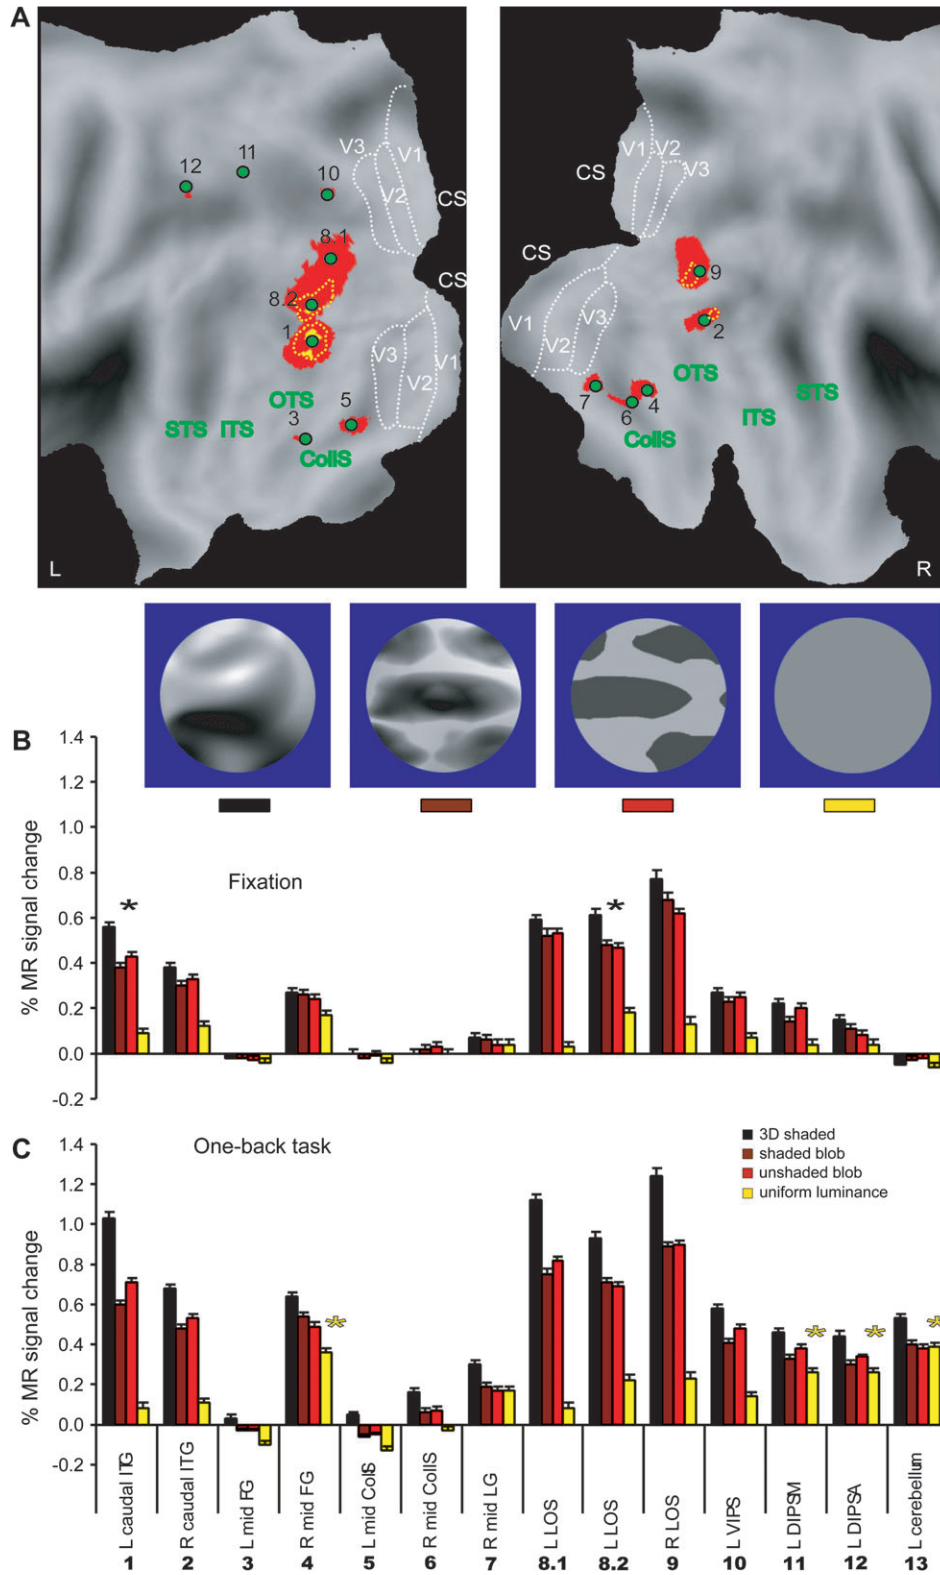 A
V3
V1
V2
CS
12
11
10
8.1
CS
8.2
1
V3
V1
V2
OTS
STS
ITS
3
5
CollS
L
V1
V2
V3
CS
CS
9
V1
V3
V2
2
OTS
STS
7
6
4
ITS
CollS
R
B
1.4
1.2
1.0
0.8
0.6
0.4
0.2
0.0
-0.2
% MR signal change
Fixation
*
*
C
1.4
1.2
1.0
0.8
0.6
0.4
0.2
0.0
-0.2
% MR signal change
One-back task
3D shaded
shaded blob
unshaded blob
uniform luminance
*
*
*
*
L caudal ITG
R caudal ITG
L mid FG
R mid FG
L mid CollS
R mid CollS
R mid LG
L LOS
L LOS
R LOS
L VIPS
L DIPSM
L DIPSA
L cerebellum
1 2 3 4 5 6 7 8.1 8.2 9 10 11 12 13